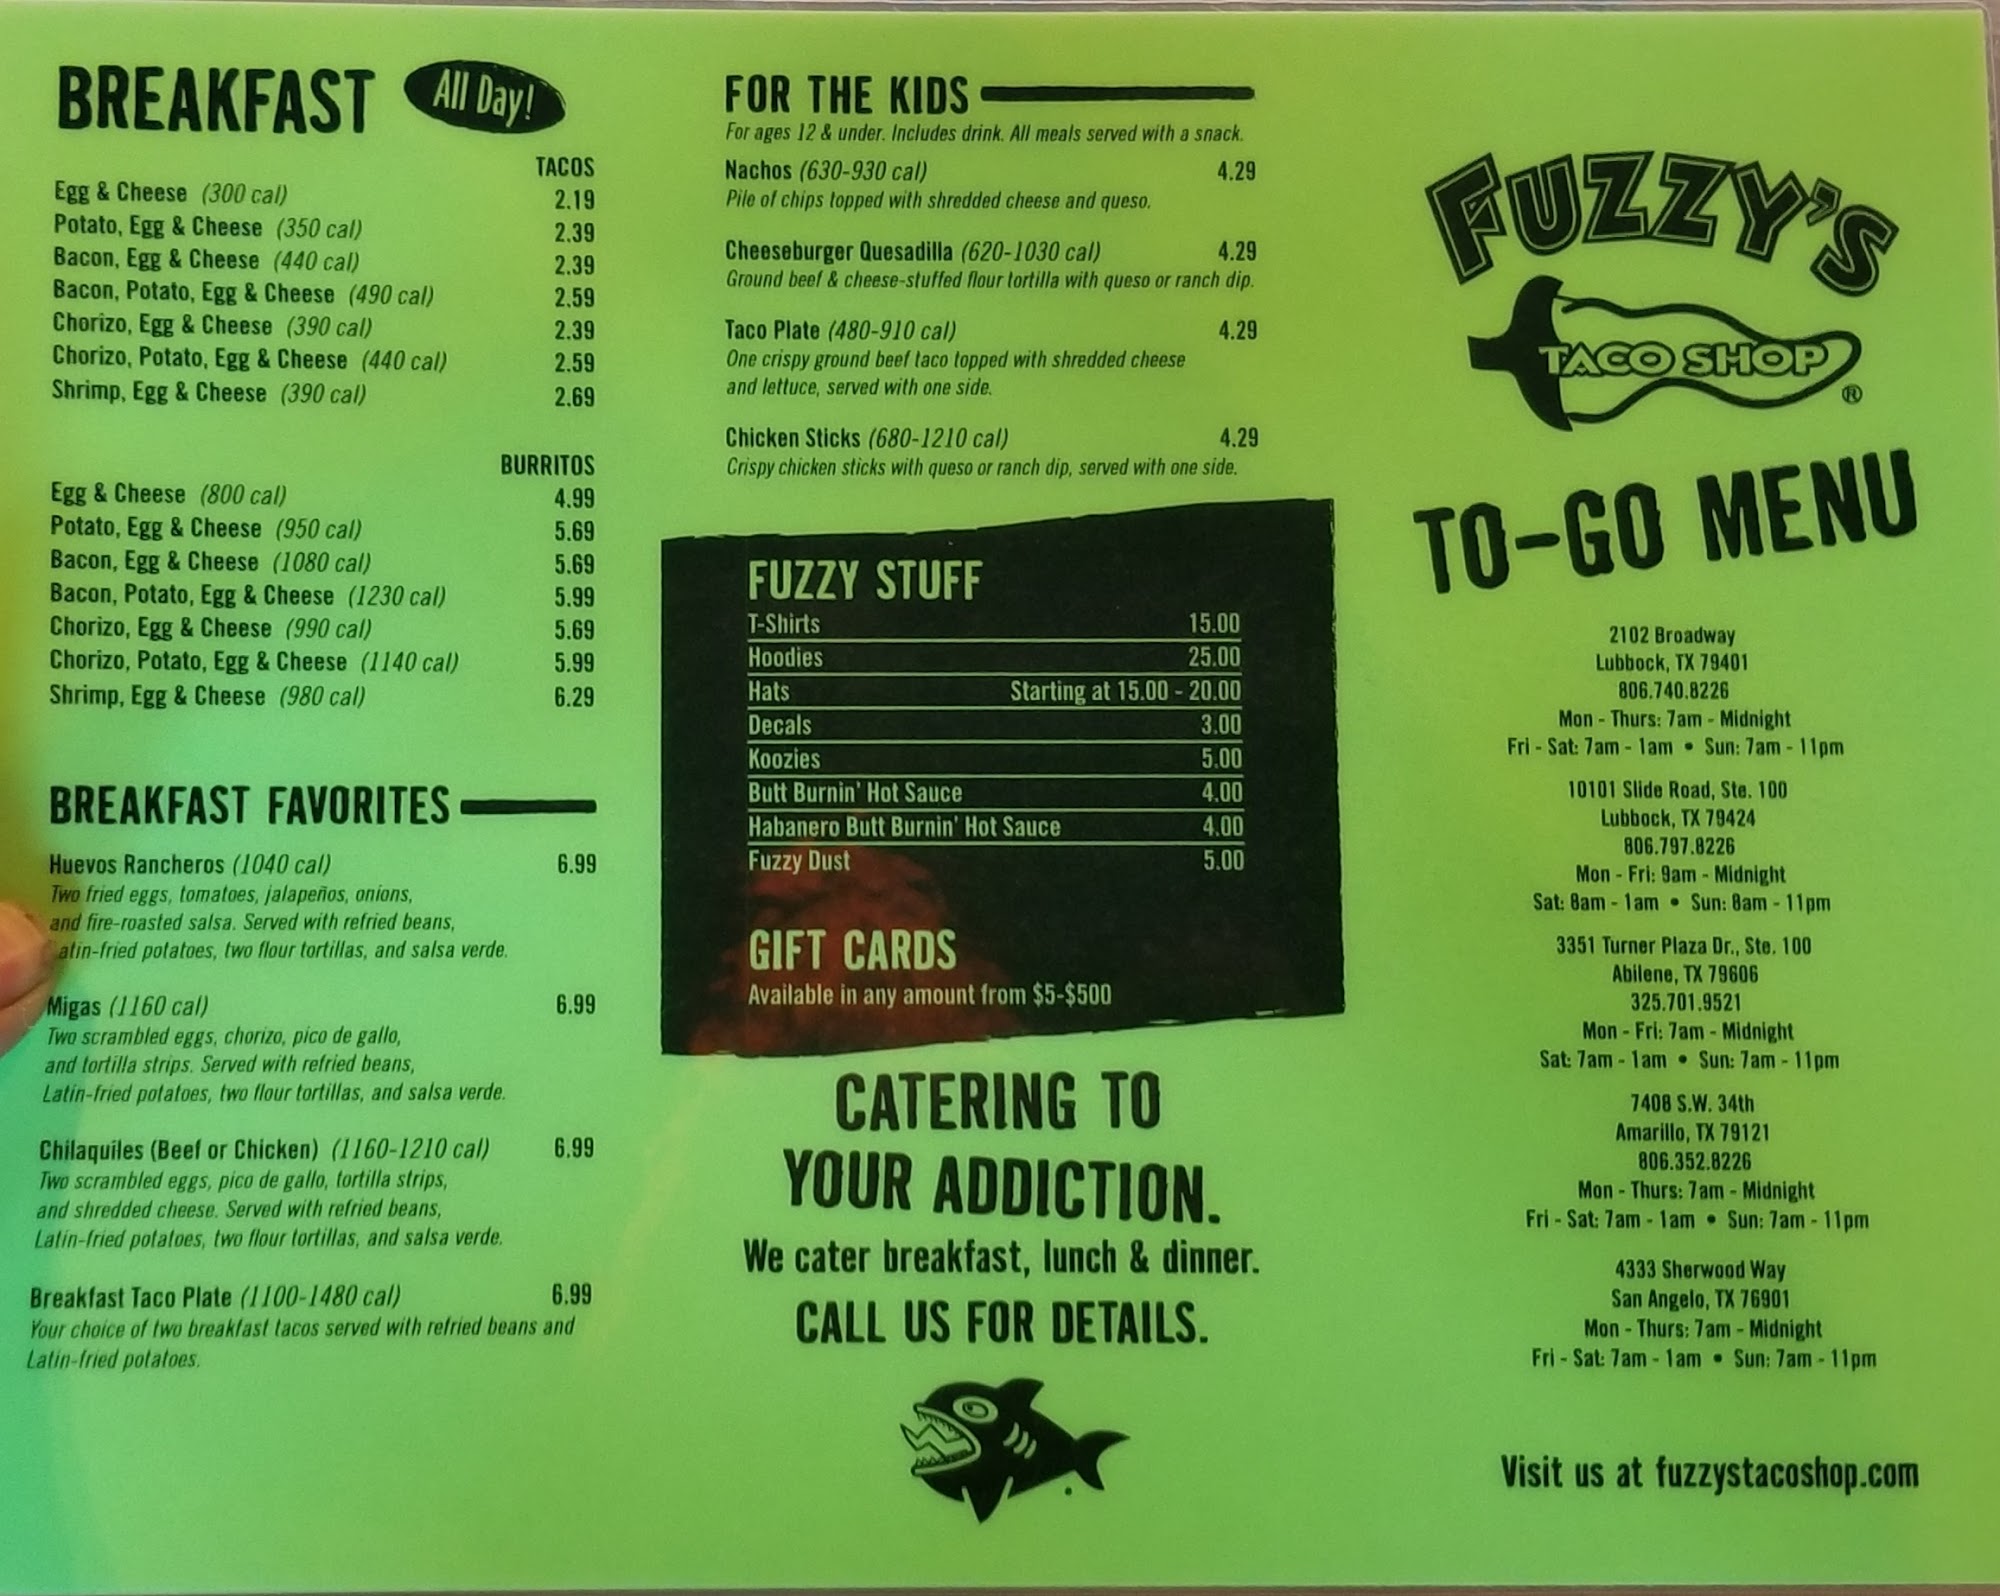 BREAKFAST All Day!
TACOS
Egg & Cheese (300 cal) 2.19
Potato, Egg & Cheese (350 cal) 2.39
Bacon, Egg & Cheese (440 cal) 2.39
Bacon, Potato, Egg & Cheese (490 cal) 2.59
Chorizo, Egg & Cheese (390 cal) 2.39
Chorizo, Potato, Egg & Cheese (440 cal) 2.59
Shrimp, Egg & Cheese (390 cal) 2.69
BURRITOS
Egg & Cheese (800 cal) 4.99
Potato, Egg & Cheese (950 cal) 5.69
Bacon, Egg & Cheese (1080 cal) 5.69
Bacon, Potato, Egg & Cheese (1230 cal) 5.99
Chorizo, Egg & Cheese (990 cal) 5.69
Chorizo, Potato, Egg & Cheese (1140 cal) 5.99
Shrimp, Egg & Cheese (980 cal) 6.29
BREAKFAST FAVORITES
Huevos Rancheros (1040 cal) 6.99
Two fried eggs, tomatoes, jalapeños, onions,
and fire-roasted salsa. Served with refried beans,
Latin-fried potatoes, two flour tortillas, and salsa verde.
Migas (1160 cal) 6.99
Two scrambled eggs, chorizo, pico de gallo,
and tortilla strips. Served with refried beans,
Latin-fried potatoes, two flour tortillas, and salsa verde.
Chilaquiles (Beef or Chicken) (1160-1210 cal) 6.99
Two scrambled eggs, pico de gallo, tortilla strips,
and shredded cheese. Served with refried beans,
Latin-fried potatoes, two flour tortillas, and salsa verde.
Breakfast Taco Plate (1100-1480 cal) 6.99
Your choice of two breakfast tacos served with refried beans and
Latin-fried potatoes.
FOR THE KIDS
For ages 12 & under. Includes drink. All meals served with a snack.
Nachos (630-930 cal) 4.29
Pile of chips topped with shredded cheese and queso.
Cheeseburger Quesadilla (620-1030 cal) 4.29
Ground beef & cheese-stuffed flour tortilla with queso or ranch dip.
Taco Plate (480-910 cal) 4.29
One crispy ground beef taco topped with shredded cheese
and lettuce, served with one side.
Chicken Sticks (680-1210 cal) 4.29
Crispy chicken sticks with queso or ranch dip, served with one side.
FUZZY STUFF
T-Shirts 15.00
Hoodies 25.00
Hats Starting at 15.00 - 20.00
Decals 3.00
Koozies 5.00
Butt Burnin' Hot Sauce 4.00
Habanero Butt Burnin' Hot Sauce 4.00
Fuzzy Dust 5.00
GIFT CARDS
Available in any amount from $5-$500
CATERING TO
YOUR ADDICTION.
We cater breakfast, lunch & dinner.
CALL US FOR DETAILS.
FUZZY'S
TACO SHOP®
TO-GO MENU
2102 Broadway
Lubbock, TX 79401
806.740.8226
Mon - Thurs: 7am - Midnight
Fri - Sat: 7am - 1am • Sun: 7am - 11pm
10101 Slide Road, Ste. 100
Lubbock, TX 79424
806.797.8226
Mon - Fri: 9am - Midnight
Sat: 8am - 1am • Sun: 8am - 11pm
3351 Turner Plaza Dr., Ste. 100
Abilene, TX 79606
325.701.9521
Mon - Fri: 7am - Midnight
Sat: 7am - 1am • Sun: 7am - 11pm
7408 S.W. 34th
Amarillo, TX 79121
806.352.8226
Mon - Thurs: 7am - Midnight
Fri - Sat: 7am - 1am • Sun: 7am - 11pm
4333 Sherwood Way
San Angelo, TX 76901
Mon - Thurs: 7am - Midnight
Fri - Sat: 7am - 1am • Sun: 7am - 11pm
Visit us at fuzzystacoshop.com